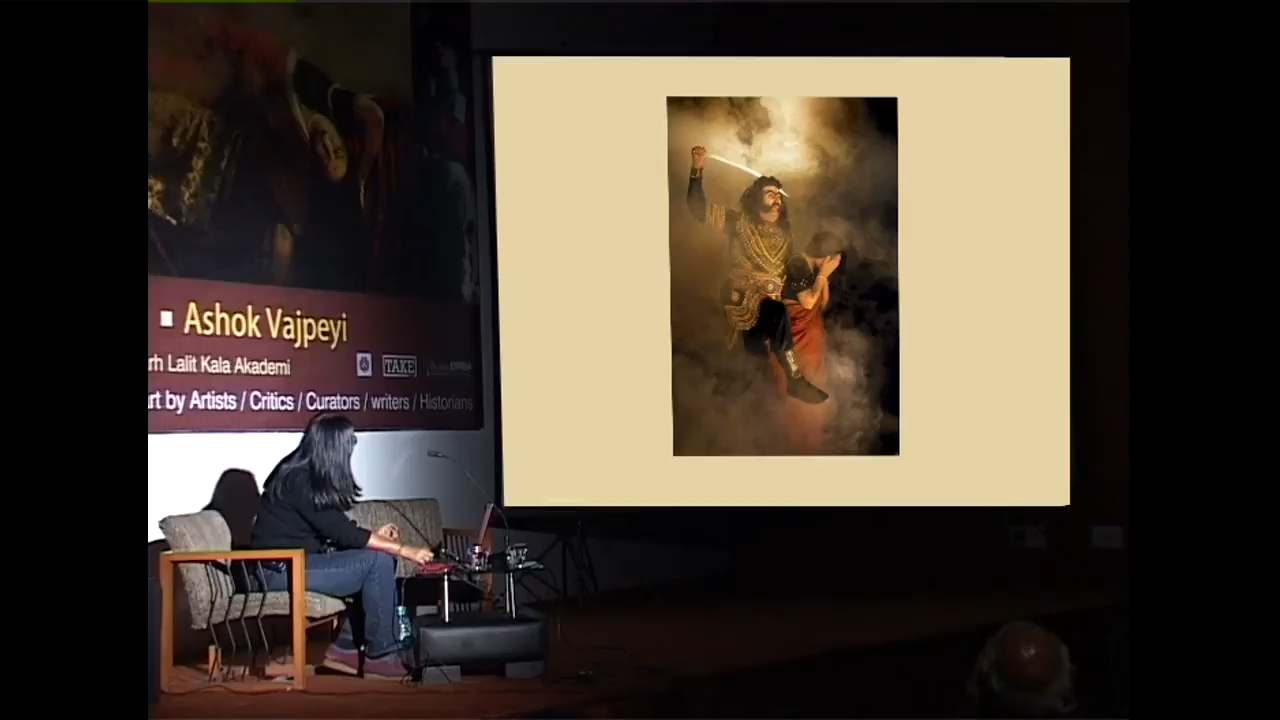 Ashok Vajpeyi
rh Lalit Kala Akademi
TAKE
rt by Artists / Critics / Curators / writers / Historians